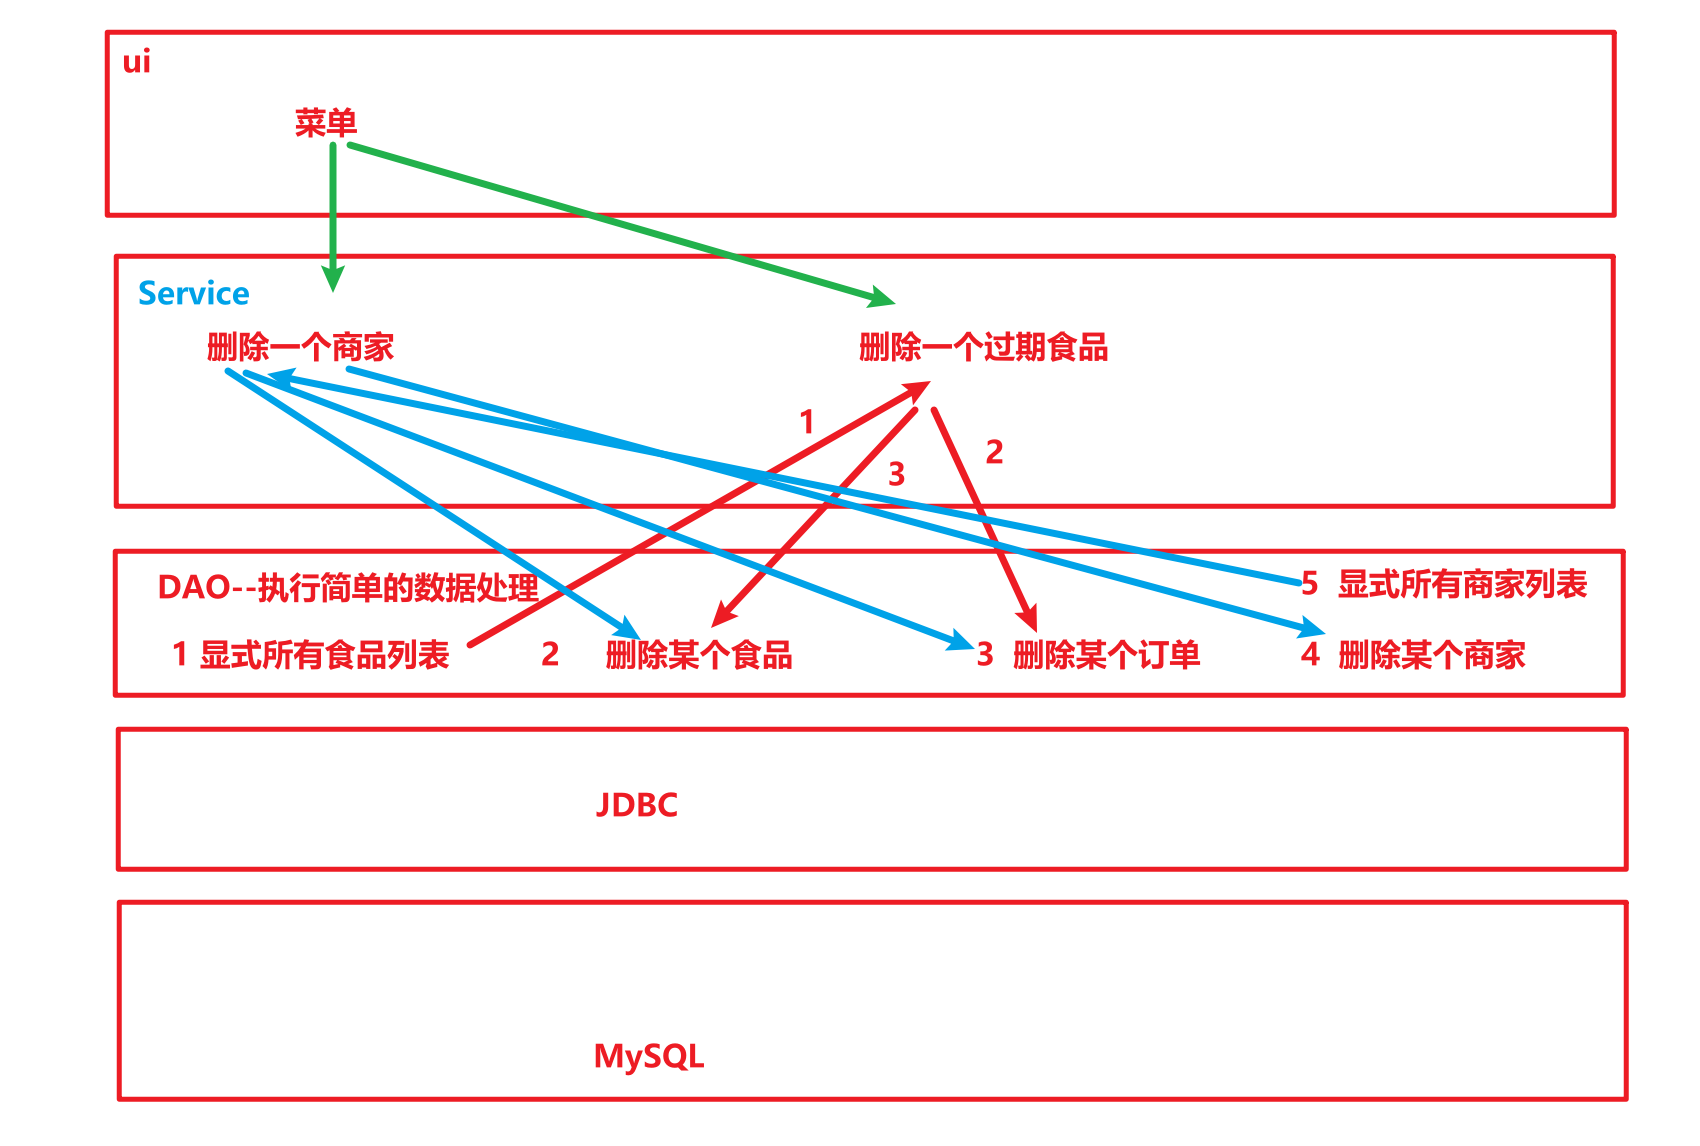 ui
菜单
Service
删除一个商家
删除一个过期食品
1
2
3
DAO--执行简单的数据处理
5 显式所有商家列表
1 显式所有食品列表
2 删除某个食品
3 删除某个订单
4 删除某个商家
JDBC
MySQL